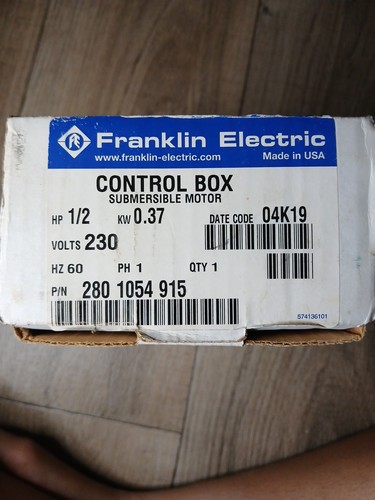 Franklin Electric
www.franklin-electric.com Made in USA
CONTROL BOX
SUBMERSIBLE MOTOR
HP 1/2 KW 0.37 DATE CODE 04K19
VOLTS 230
HZ 60 PH 1 QTY 1
P/N 280 1054 915
574136101